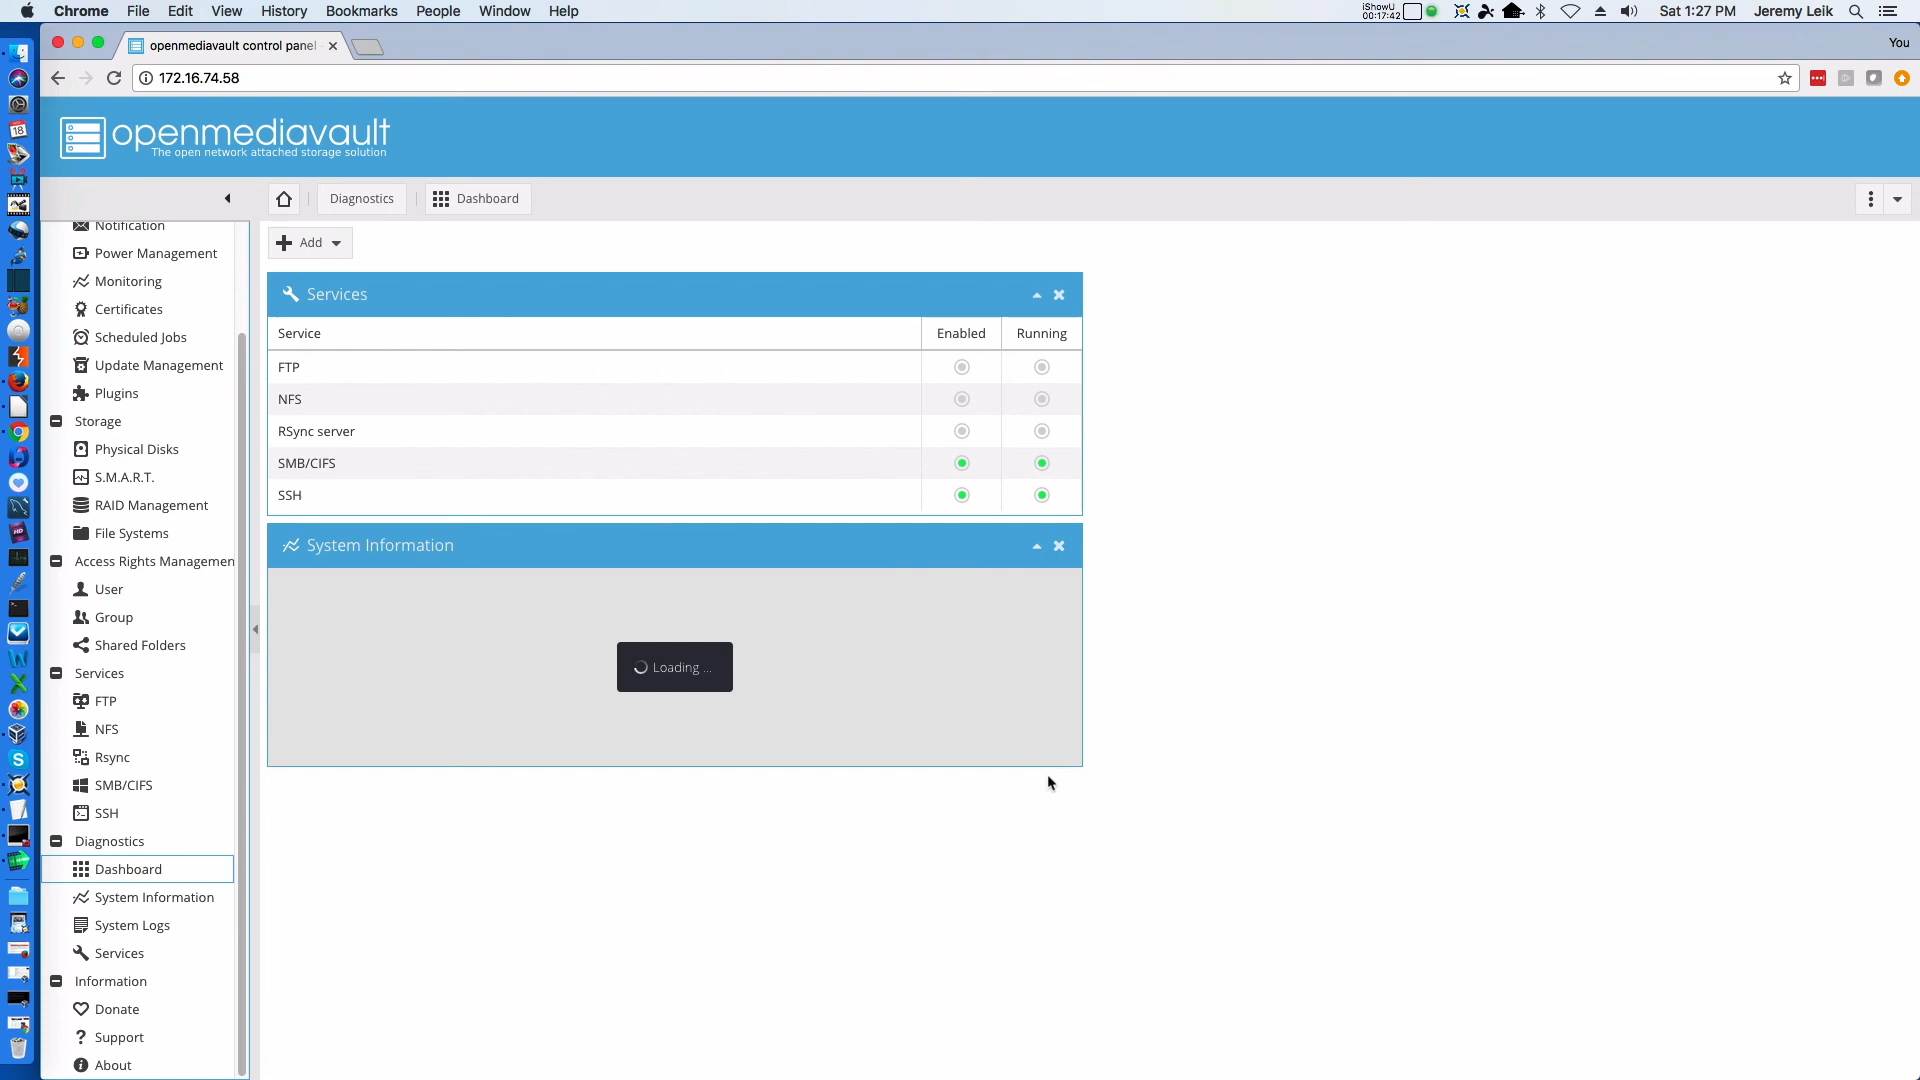 Chrome File Edit View History Bookmarks People Window Help
iShowU
00:17:42
Sat 1:27 PM Jeremy Leik
openmediavault control panel
You
172.16.74.58
openmediavault
The open network attached storage solution
Diagnostics
Dashboard
Add
Notification
Power Management
Monitoring
Certificates
Scheduled Jobs
Update Management
Plugins
Storage
Physical Disks
S.M.A.R.T.
RAID Management
File Systems
Access Rights Managemen
User
Group
Shared Folders
Services
FTP
NFS
Rsync
SMB/CIFS
SSH
Diagnostics
Dashboard
System Information
System Logs
Services
Information
Donate
Support
About
Services
Service Enabled Running
FTP
NFS
RSync server
SMB/CIFS
SSH
System Information
Loading ...